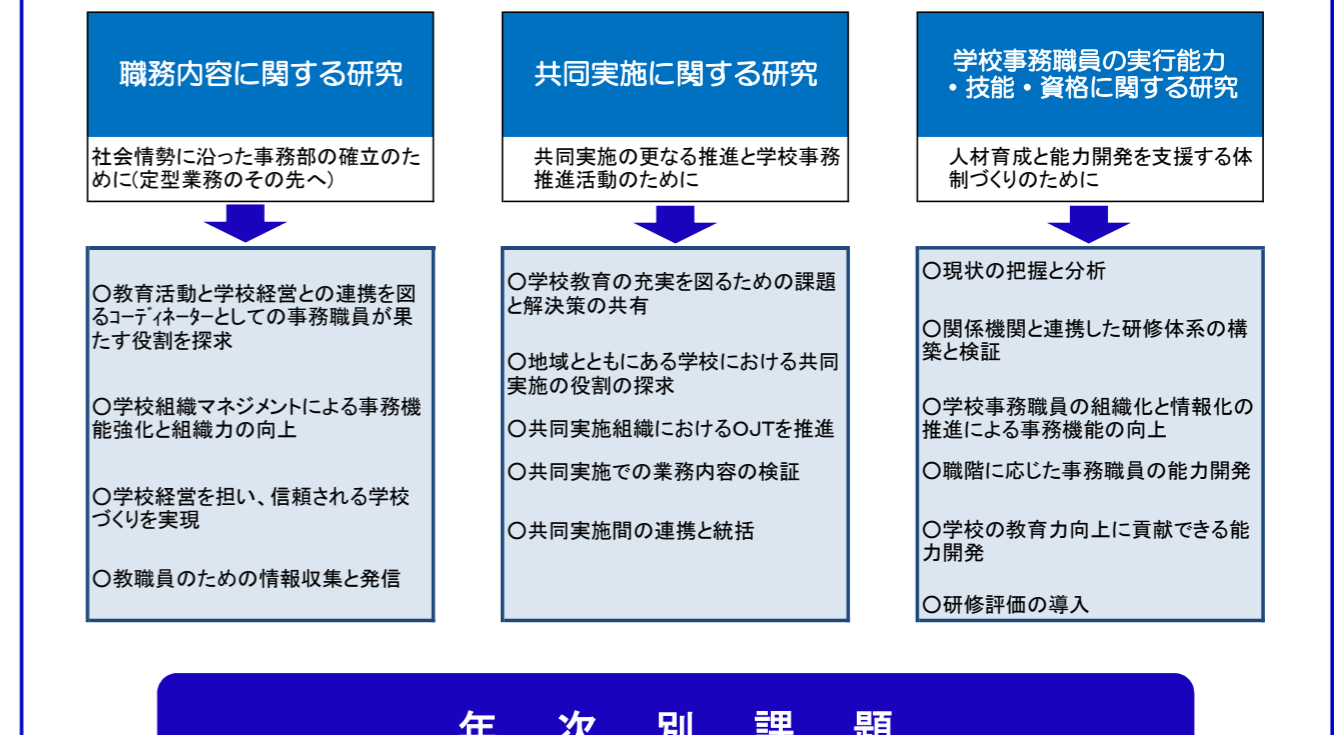 職務内容に関する研究
社会情勢に沿った事務部の確立のた
めに(定型業務のその先へ)
〇教育活動と学校経営との連携を図
るｺｰﾃﾞｨﾈｰﾀｰとしての事務職員が果
たす役割を探求
〇学校組織マネジメントによる事務機
能強化と組織力の向上
〇学校経営を担い、信頼される学校
づくりを実現
〇教職員のための情報収集と発信
共同実施に関する研究
共同実施の更なる推進と学校事務
推進活動のために
〇学校教育の充実を図るための課題
と解決策の共有
〇地域とともにある学校における共同
実施の役割の探求
〇共同実施組織におけるOJTを推進
〇共同実施での業務内容の検証
〇共同実施間の連携と統括
学校事務職員の実行能力
・技能・資格に関する研究
人材育成と能力開発を支援する体
制づくりのために
〇現状の把握と分析
〇関係機関と連携した研修体系の構
築と検証
〇学校事務職員の組織化と情報化の
推進による事務機能の向上
〇職階に応じた事務職員の能力開発
〇学校の教育力向上に貢献できる能
力開発
〇研修評価の導入
年 次 別 課 題